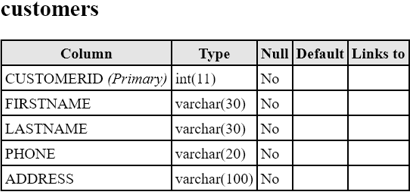 customers
Column Type Null Default Links to
CUSTOMERID (Primary) int(11) No
FIRSTNAME varchar(30) No
LASTNAME varchar(30) No
PHONE varchar(20) No
ADDRESS varchar(100) No